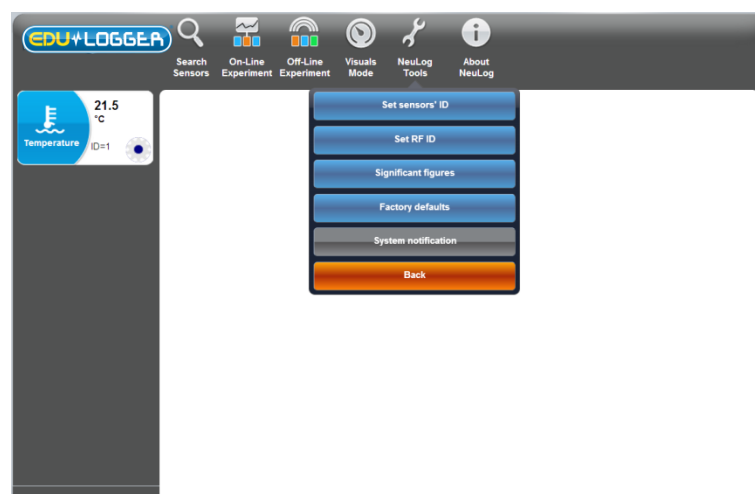 EDU LOGGER
Search Sensors
On-Line Experiment
Off-Line Experiment
Visuals Mode
NeuLog Tools
About NeuLog
21.5
°C
Temperature
ID=1
Set sensors' ID
Set RF ID
Significant figures
Factory defaults
System notification
Back